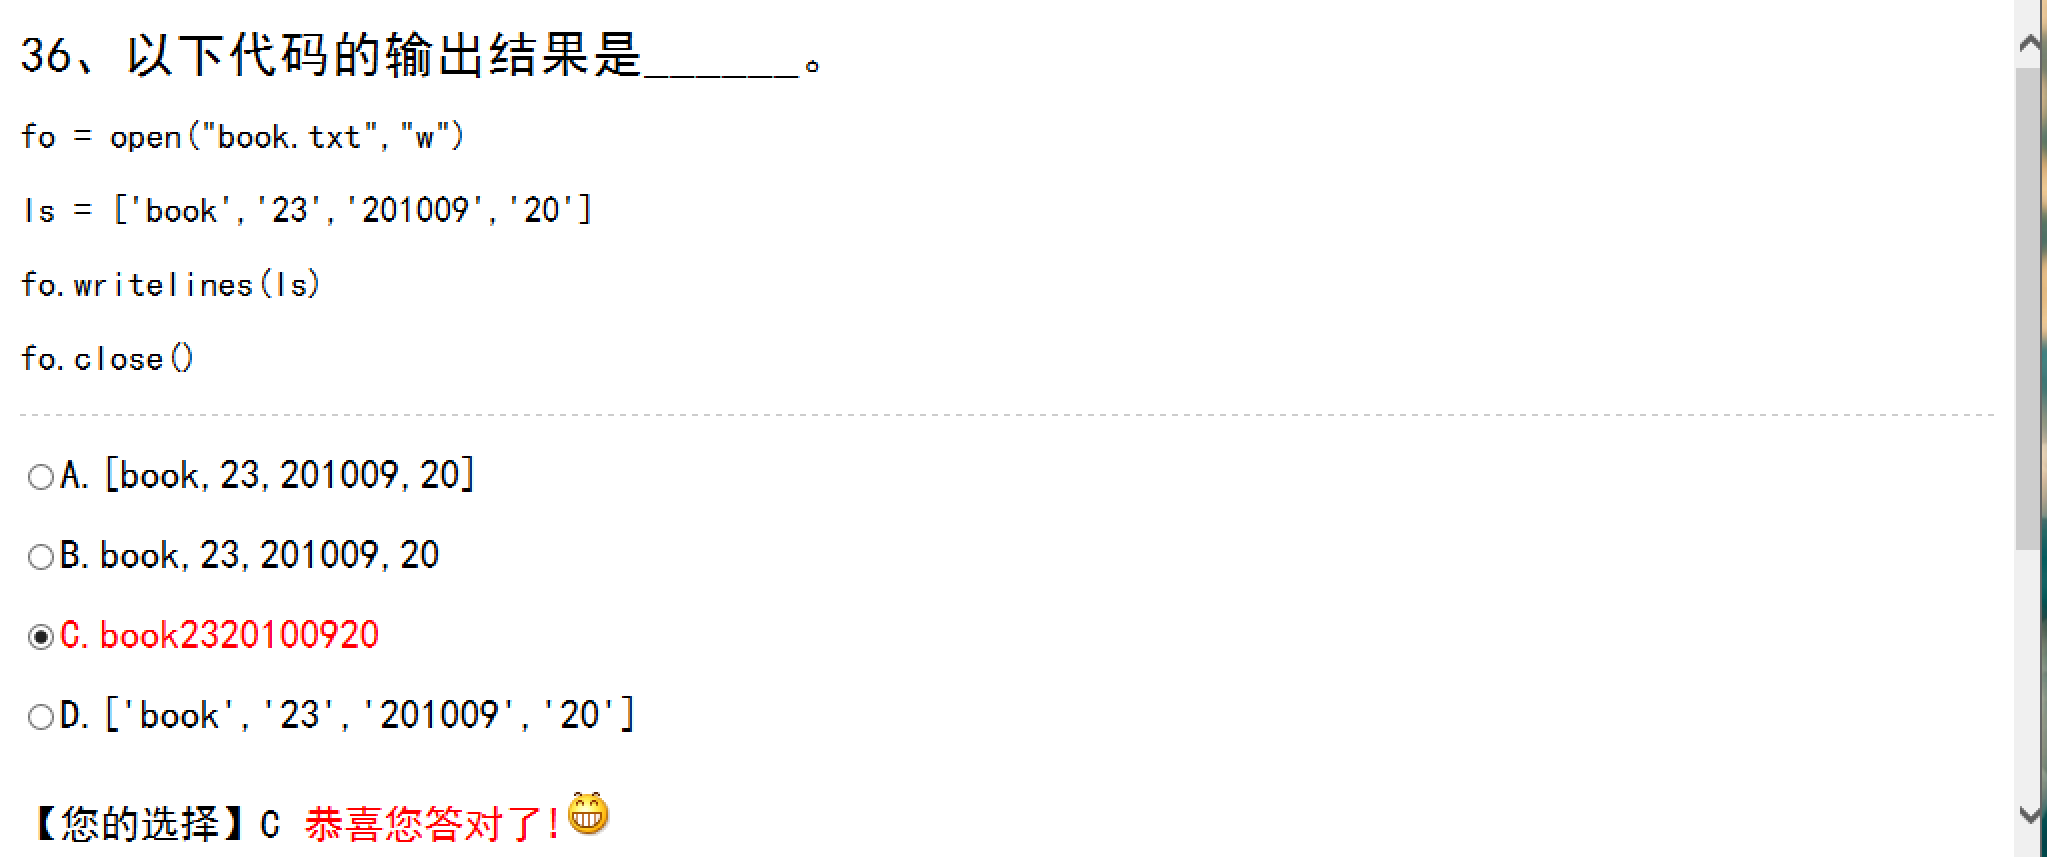 36、以下代码的输出结果是______。
fo = open("book.txt","w")
ls = ['book','23','201009','20']
fo.writelines(ls)
fo.close()
A. [book,23,201009,20]
B. book,23,201009,20
C. book2320100920
D. ['book','23','201009','20']
【您的选择】C 恭喜您答对了!